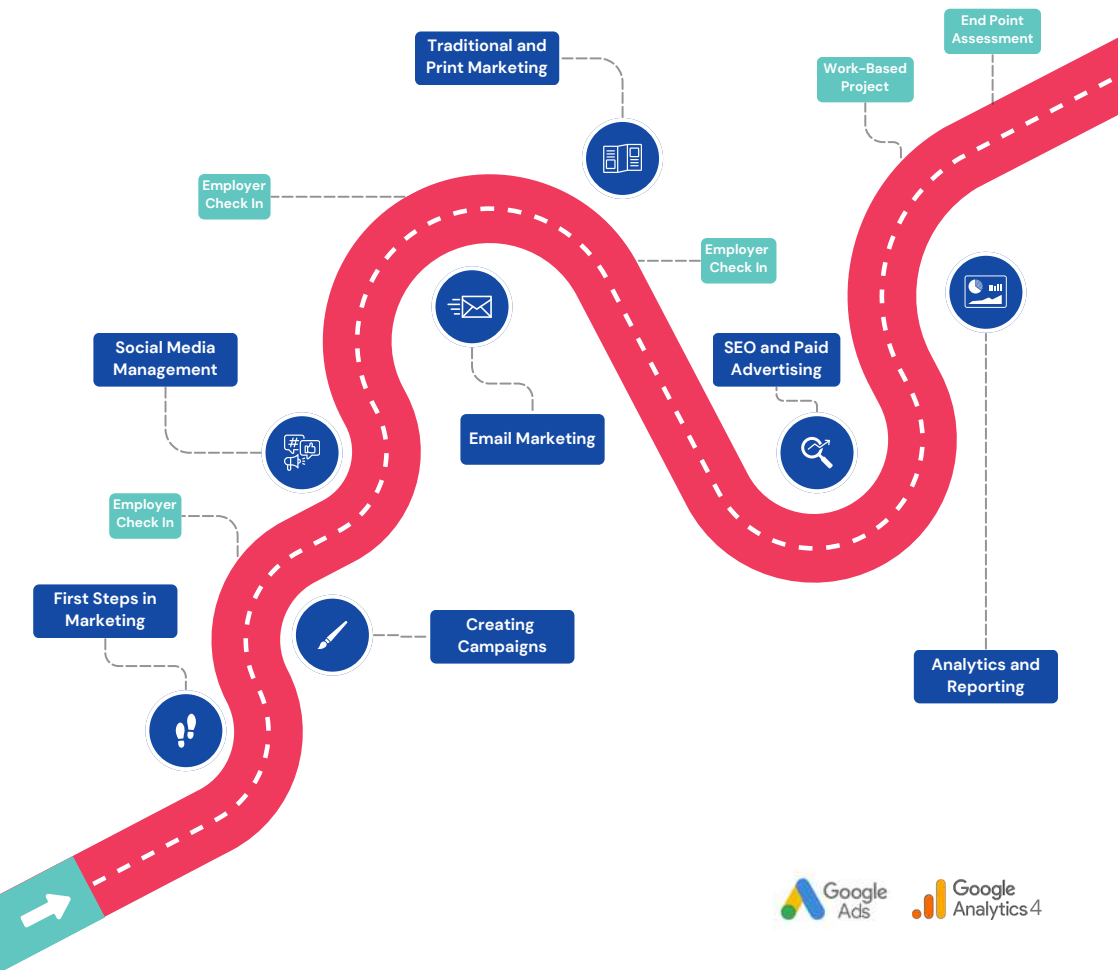 End Point
Assessment
Traditional and
Print Marketing
Work-Based
Project
Employer
Check In
Employer
Check In
Social Media
Management
SEO and Paid
Advertising
Email Marketing
Employer
Check In
First Steps in
Marketing
Creating
Campaigns
Analytics and
Reporting
Google
Ads
Google
Analytics 4